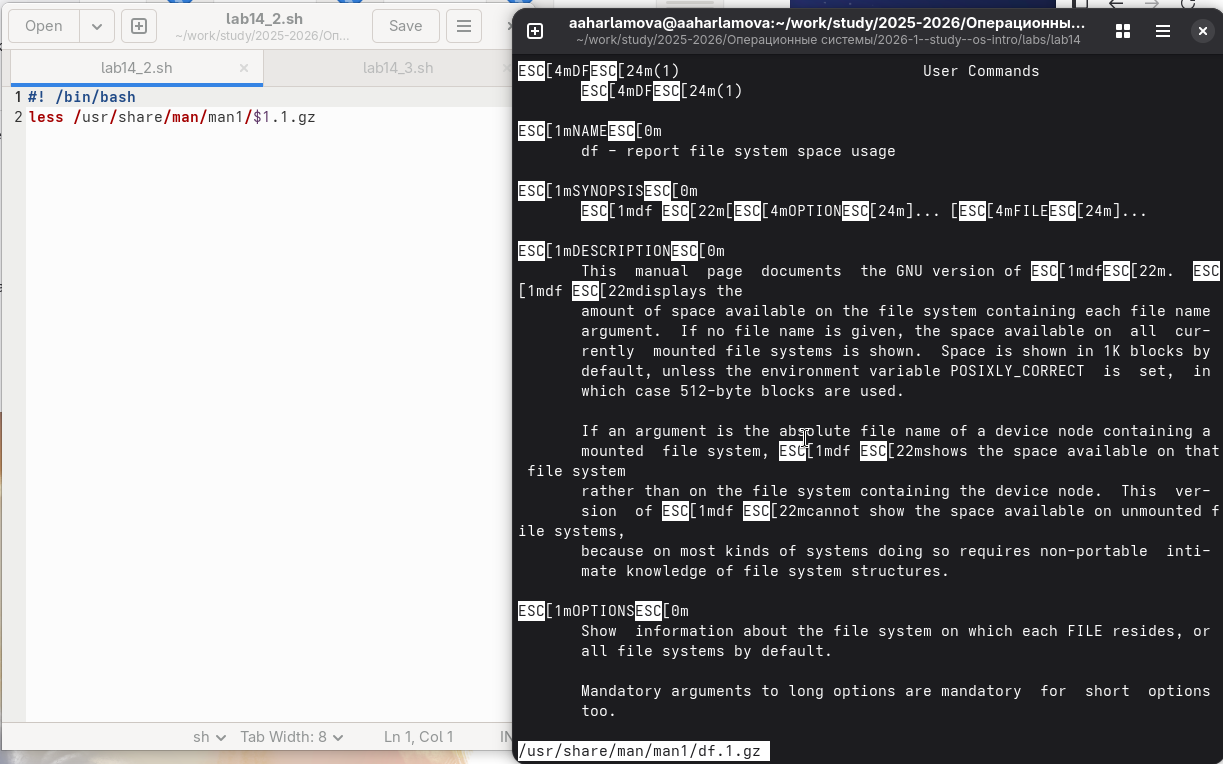 Open
lab14_2.sh
~/work/study/2025-2026/Оп...
Save
lab14_2.sh
lab14_3.sh
1 #! /bin/bash
2 less /usr/share/man/man1/$1.1.gz
sh
Tab Width: 8
Ln 1, Col 1
IN
aaharlamova@aaharlamova:~/work/study/2025-2026/Операционны...
~/work/study/2025-2026/Операционные системы/2026-1--study--os-intro/labs/lab14
ESC[4mDFESC[24m(1) User Commands
ESC[4mDFESC[24m(1)
ESC[1mNAMEESC[0m
df - report file system space usage
ESC[1mSYNOPSISESC[0m
ESC[1mdf ESC[22m[ESC[4mOPTIONESC[24m]... [ESC[4mFILEESC[24m]...
ESC[1mDESCRIPTIONESC[0m
This manual page documents the GNU version of ESC[1mdfESC[22m. ESC
[1mdf ESC[22mdisplays the
amount of space available on the file system containing each file name
argument. If no file name is given, the space available on all cur-
rently mounted file systems is shown. Space is shown in 1K blocks by
default, unless the environment variable POSIXLY_CORRECT is set, in
which case 512-byte blocks are used.
If an argument is the absolute file name of a device node containing a
mounted file system, ESC[1mdf ESC[22mshows the space available on that
file system
rather than on the file system containing the device node. This ver-
sion of ESC[1mdf ESC[22mcannot show the space available on unmounted f
ile systems,
because on most kinds of systems doing so requires non-portable inti-
mate knowledge of file system structures.
ESC[1mOPTIONSESC[0m
Show information about the file system on which each FILE resides, or
all file systems by default.
Mandatory arguments to long options are mandatory for short options
too.
/usr/share/man/man1/df.1.gz